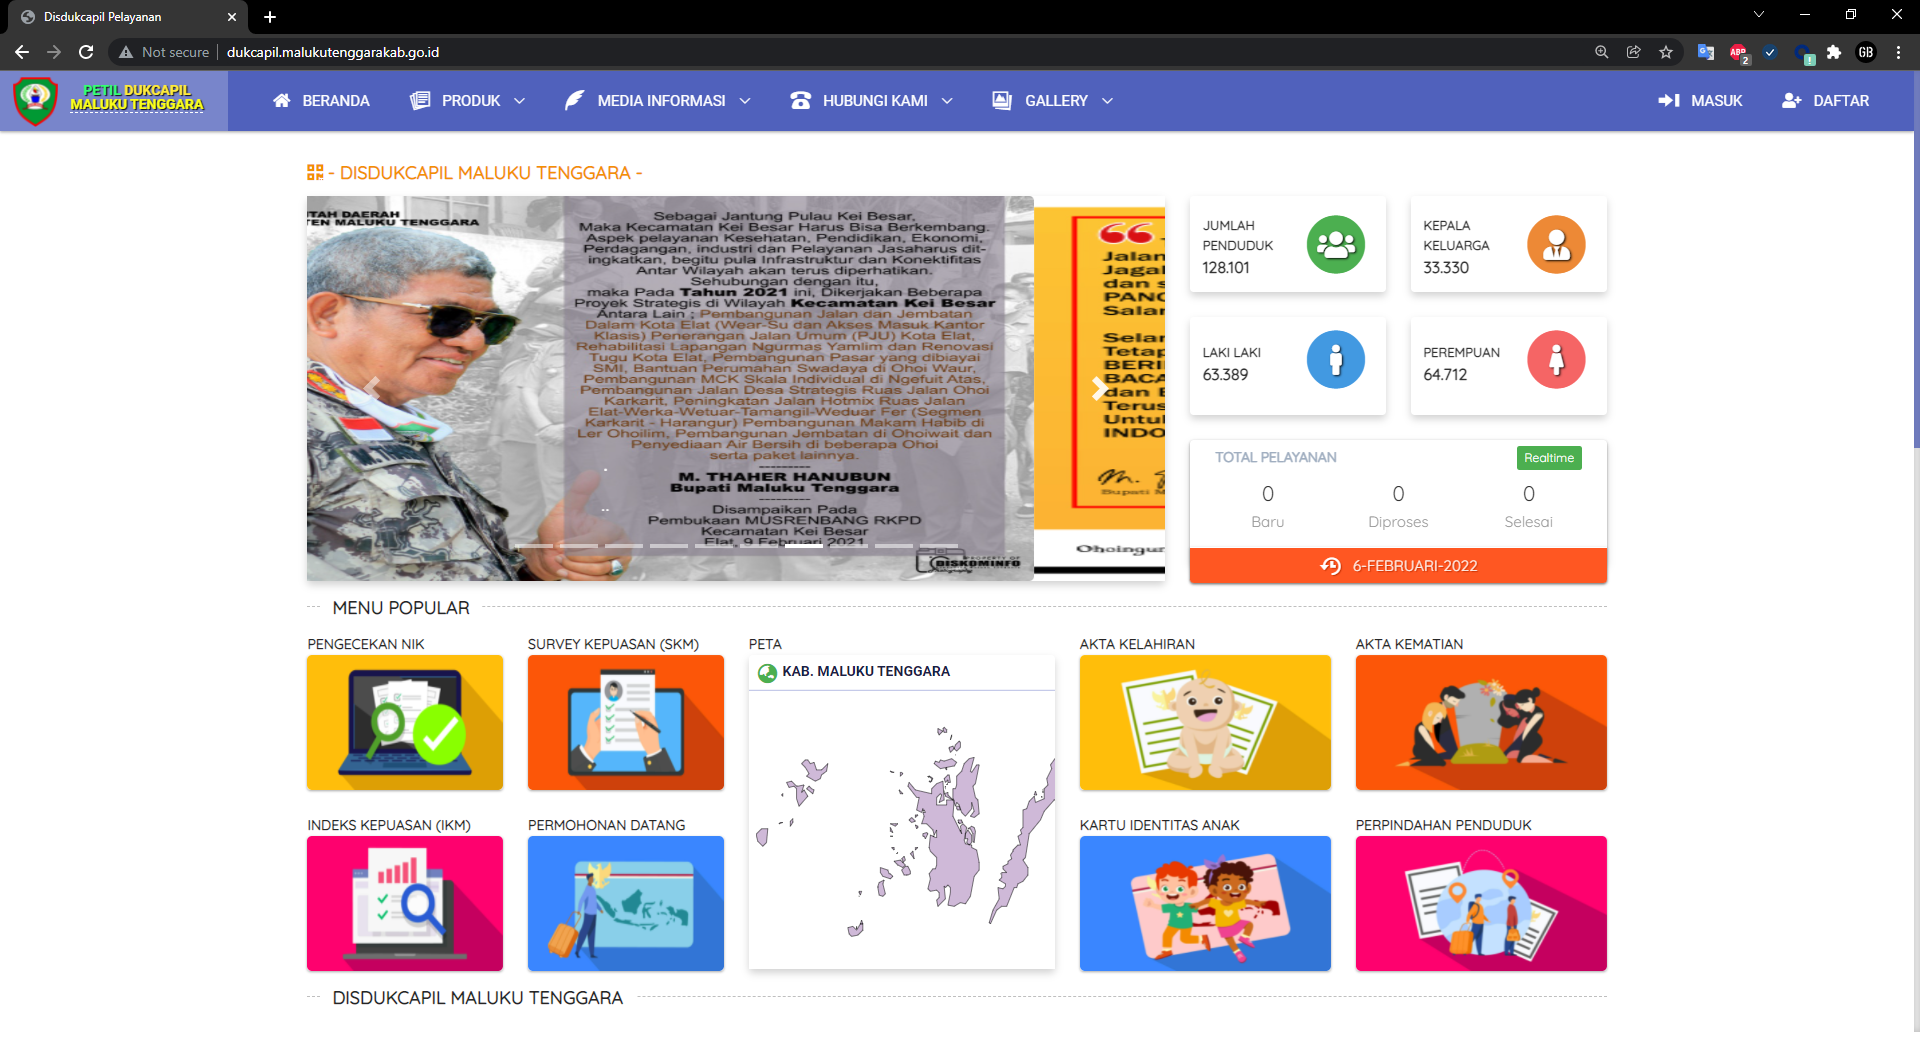 Disdukcapil Pelayanan
Not secure
dukcapil.malukutenggarakab.go.id
ABP
2
GB
PETIL DUKCAPIL
MALUKU TENGGARA
BERANDA
PRODUK
MEDIA INFORMASI
HUBUNGI KAMI
GALLERY
MASUK
DAFTAR
- DISDUKCAPIL MALUKU TENGGARA -
TAH DAERAH
TEN MALUKU TENGGARA
Sebagai Jantung Pulau Kei Besar,
Maka Kecamatan Kei Besar Harus Bisa Berkembang.
Aspek pelayanan Kesehatan, Pendidikan, Ekonomi,
Perdagangan, industri dan Pelayanan Jasaharus dit-
ingkatkan, begitu pula Infrastruktur dan Konektifitas
Antar Wilayah akan terus diperhatikan.
Sehubungan dengan itu,
maka Pada Tahun 2021 ini, Dikerjakan Beberapa
Proyek Strategis di Wilayah Kecamatan Kei Besar
Antara Lain ; Pembangunan Jalan dan Jembatan
Dalam Kota Elat (Wear-Su dan Akses Masuk Kantor
Klasis) Penerangan Jalan Umum (PJU) Kota Elat,
Rehabilitasi Lapangan Ngurmas Yamlim dan Renovasi
Tugu Kota Elat, Pembangunan Pasar yang dibiayai
SMI, Bantuan Perumahan Swadaya di Ohoi Waur,
Pembangunan MCK Skala Individual di Ngefuit Atas,
Pembangunan Jalan Desa Strategis Ruas Jalan Ohoi
Karkarit, Peningkatan Jalan Hotmix Ruas Jalan
Elat-Werka-Wetuar-Tamangil-Weduar Fer (Segmen
Karkarit - Harangur) Pembangunan Makam Habib di
Ler Ohoilim, Pembangunan Jembatan di Ohoiwait dan
Penyediaan Air Bersih di beberapa Ohoi
serta paket lainnya.
----------
M. THAHER HANUBUN
Bupati Maluku Tenggara
----------
Disampaikan Pada
Pembukaan MUSRENBANG RKPD
Kecamatan Kei Besar
Elat, 9 Februari 2021
PROPERTY OF
DISKOMINFO
Jalan
Jaga
dan s
PANC
Salar
Selar
Tetap
BERI
BACA
dan B
Terus
Untu
INDO
M.
Bupati M
Ohoingur
JUMLAH
PENDUDUK
128.101
KEPALA
KELUARGA
33.330
LAKI LAKI
63.389
PEREMPUAN
64.712
TOTAL PELAYANAN
Realtime
0
0
0
Baru
Diproses
Selesai
6-FEBRUARI-2022
MENU POPULAR
PENGECEKAN NIK
SURVEY KEPUASAN (SKM)
PETA
AKTA KELAHIRAN
AKTA KEMATIAN
KAB. MALUKU TENGGARA
INDEKS KEPUASAN (IKM)
PERMOHONAN DATANG
KARTU IDENTITAS ANAK
PERPINDAHAN PENDUDUK
DISDUKCAPIL MALUKU TENGGARA